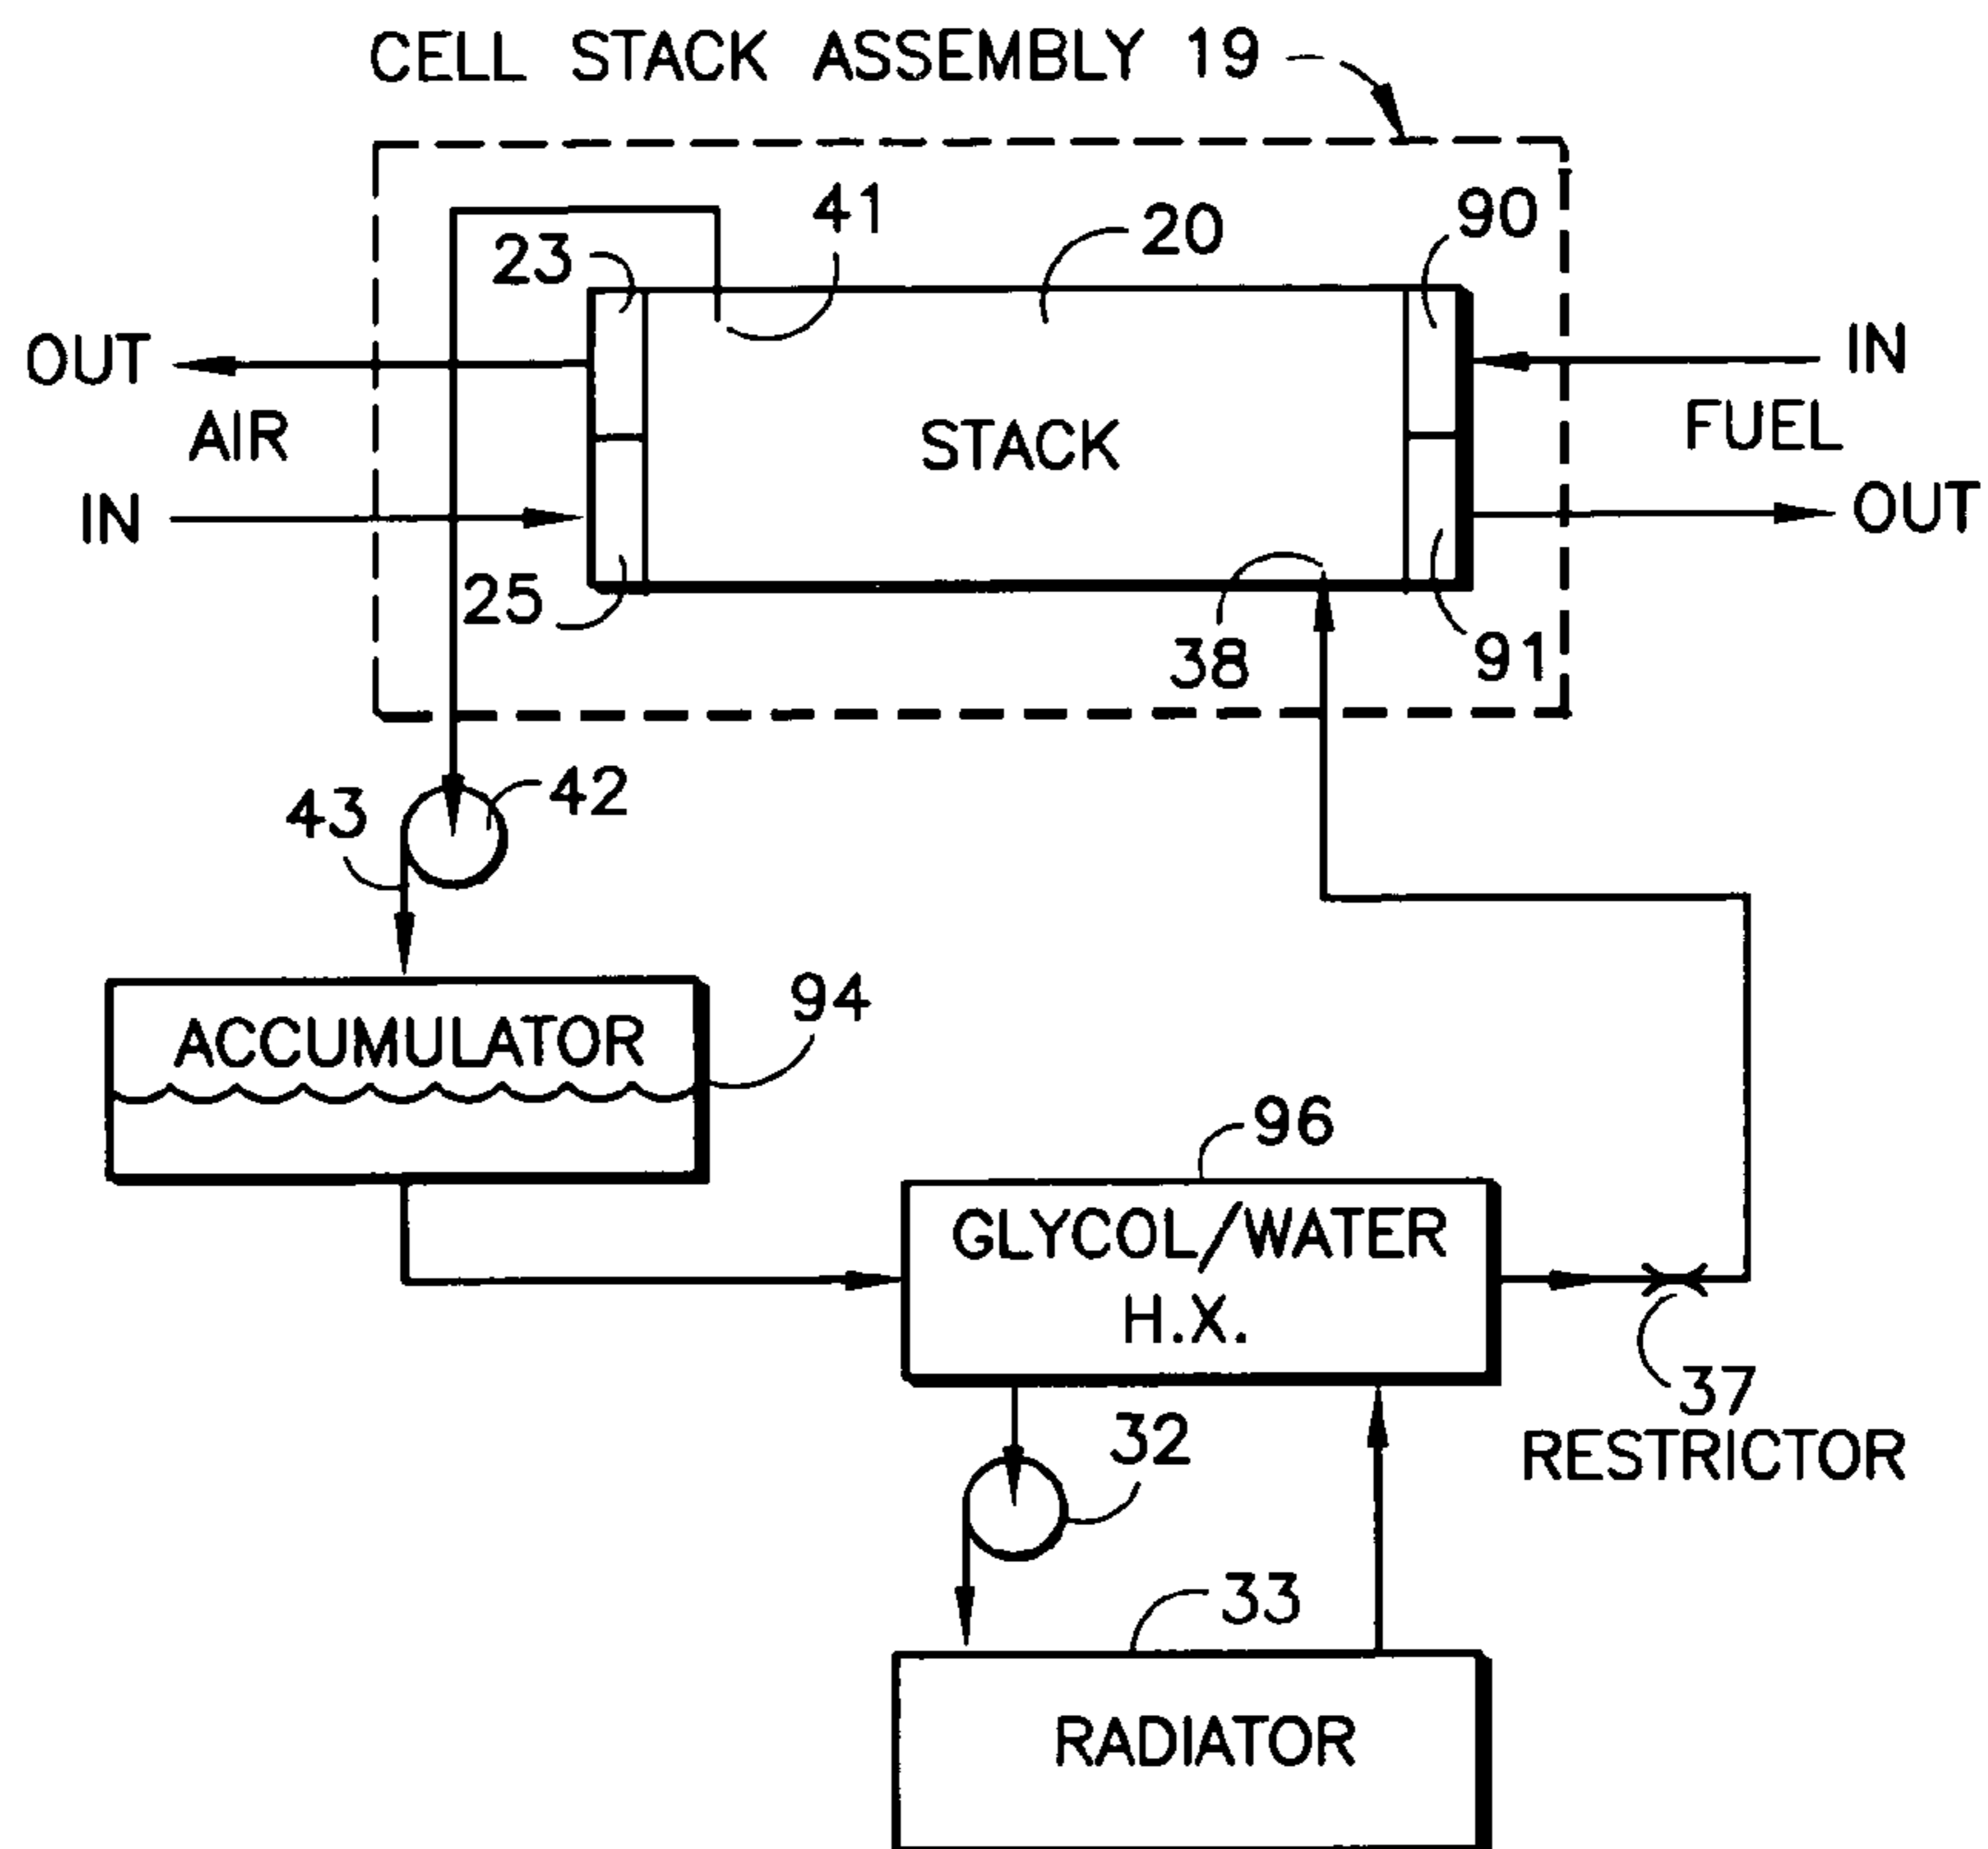 CELL STACK ASSEMBLY 19
41
20
90
23
OUT
IN
AIR
STACK
FUEL
IN
OUT
25
38
91
43
42
94
ACCUMULATOR
96
GLYCOL/WATER
H.X.
37
RESTRICTOR
32
33
RADIATOR